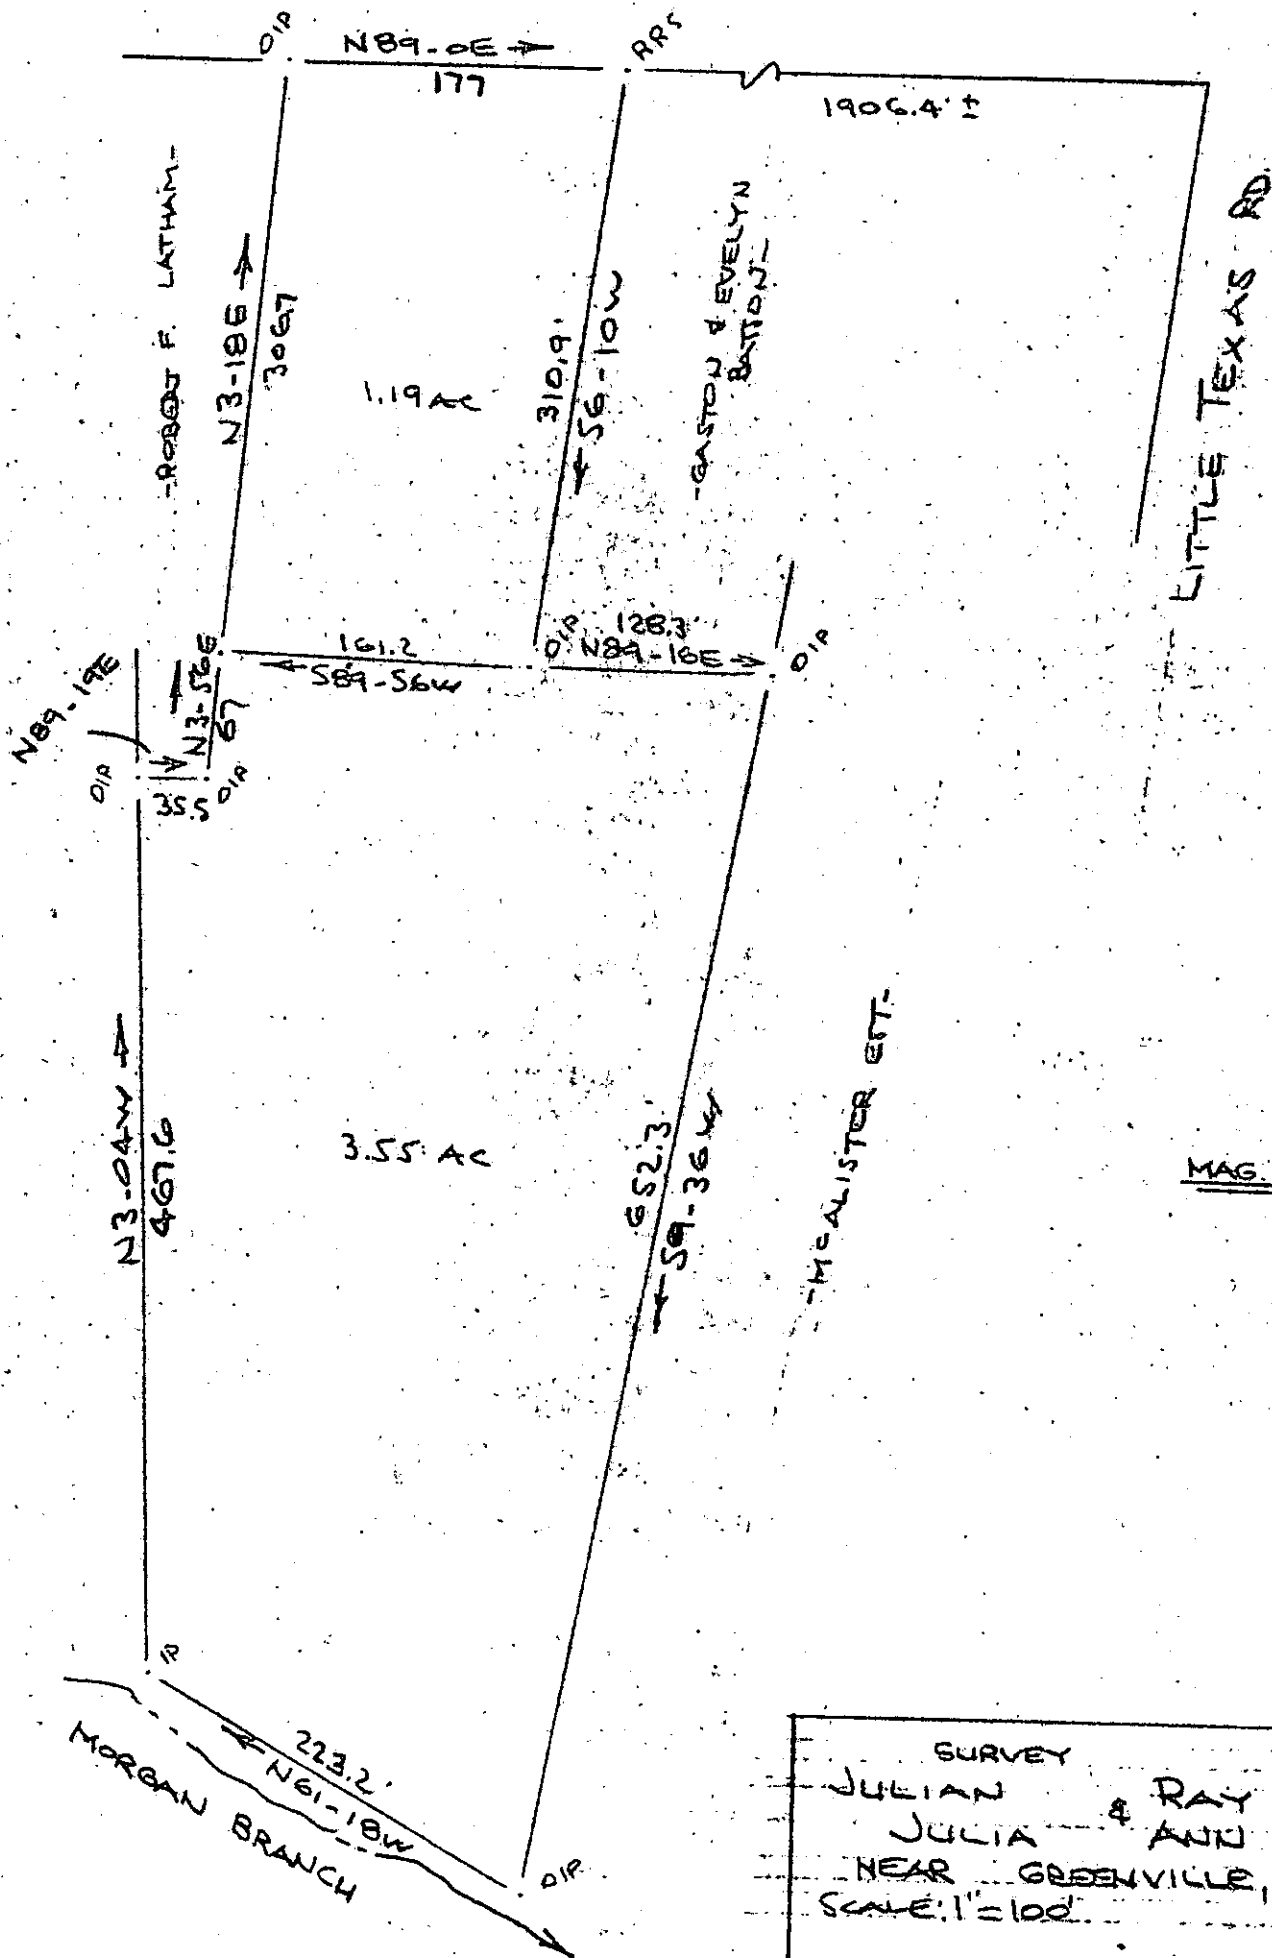 OIP
N89-0E →
RRS
177
1906.4' ±
-ROBERT F. LATHAM-
N3-18E →
306.7
1.19 AC
310.9'
← S6-10W
-GASTON & EVELYN
BATTON-
LITTLE TEXAS RD.
161.2
← S89-56W
OIP
128.3'
N89-18E →
OIP
N89-19E
N3-56E →
67
OIP
35.5
OIP
N3-04W →
467.6
3.55 AC
652.3'
← S9-36W
-MCALISTER EST-
MAG.
IP
223.2'
← N61-18W
MORGAN BRANCH
OIP
SURVEY
JULIAN & RAY
JULIA ANN
NEAR GREENVILLE,
SCALE: 1"=100'